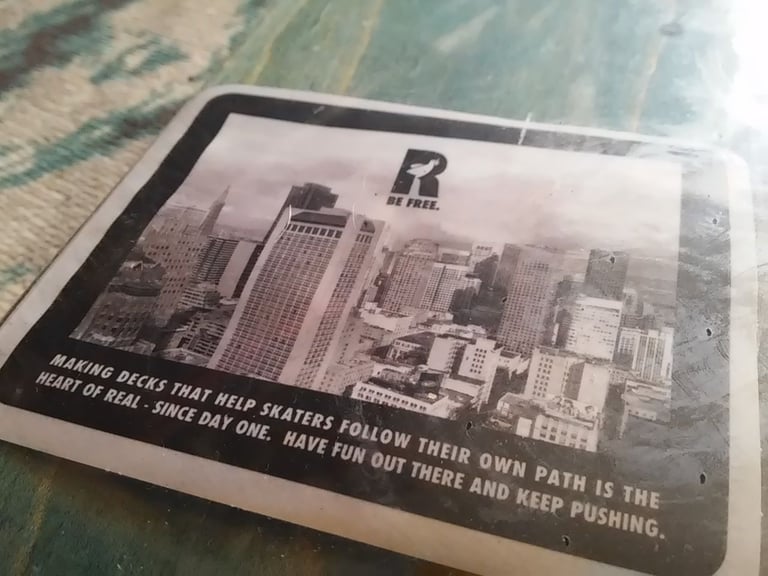 R
BE FREE.
MAKING DECKS THAT HELP SKATERS FOLLOW THEIR OWN PATH IS THE
HEART OF REAL - SINCE DAY ONE. HAVE FUN OUT THERE AND KEEP PUSHING.